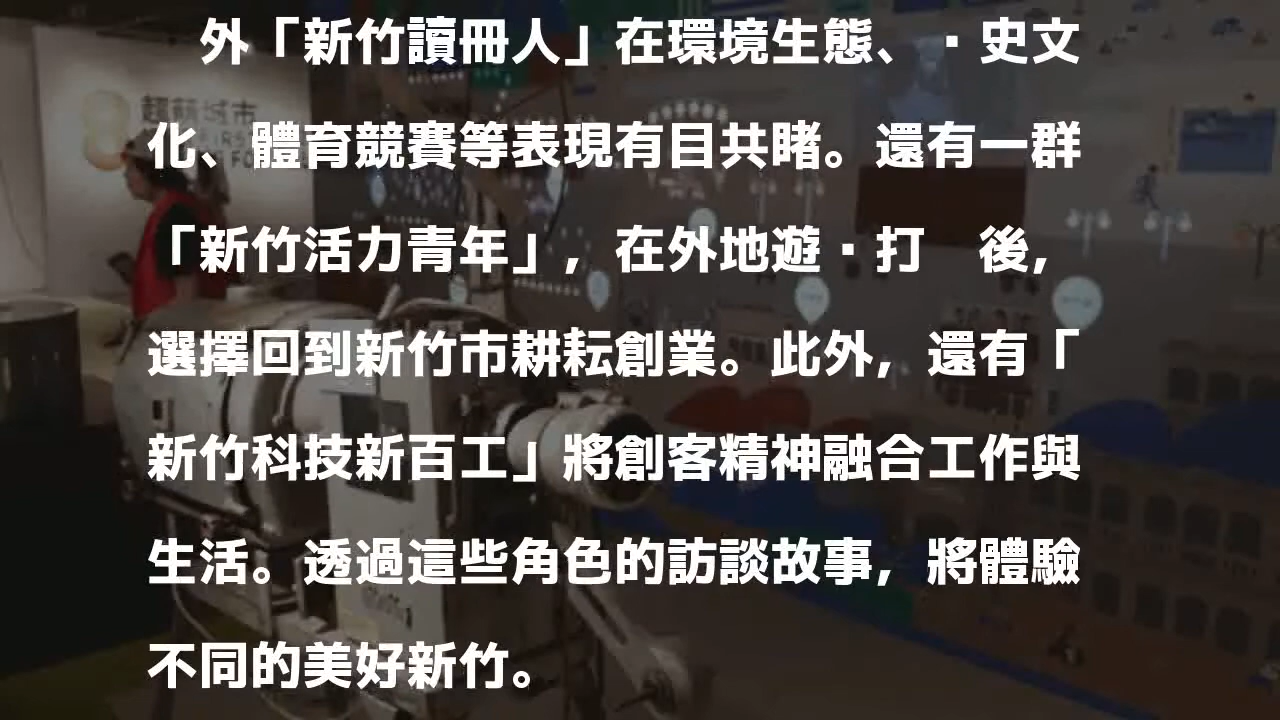 外「新竹讀冊人」在環境生態、▪史文
化、體育競賽等表現有目共睹。還有一群
「新竹活力青年」，在外地遊▪打　後，
選擇回到新竹市耕耘創業。此外，還有「
新竹科技新百工」將創客精神融合工作與
生活。透過這些角色的訪談故事，將體驗
不同的美好新竹。
超萌城市